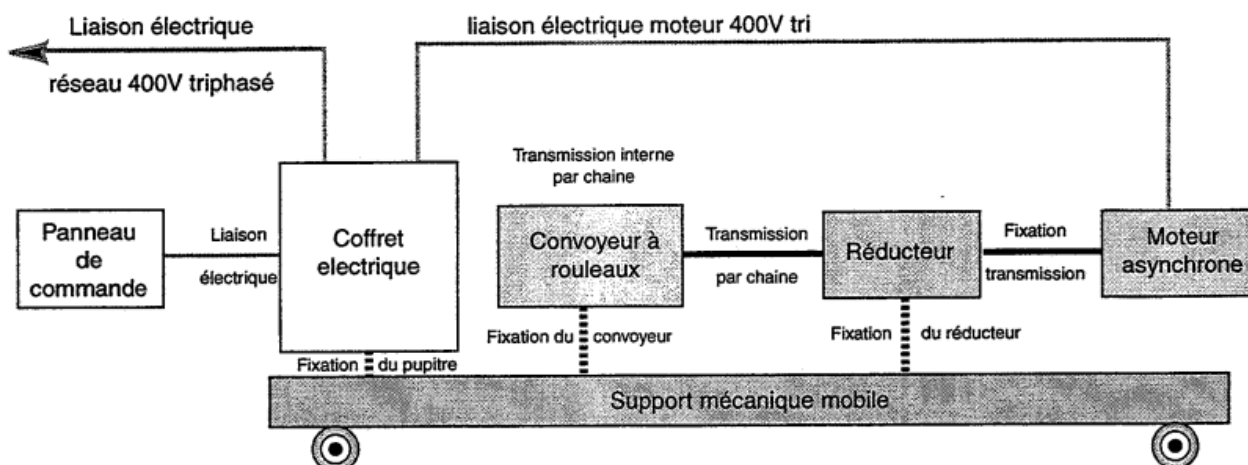 Liaison électrique
réseau 400V triphasé
liaison électrique moteur 400V tri
Transmission interne
par chaine
Panneau
de
commande
Liaison
électrique
Coffret
electrique
Convoyeur à
rouleaux
Transmission
par chaine
Réducteur
Fixation
transmission
Moteur
asynchrone
Fixation du pupitre
Fixation du convoyeur
Fixation du réducteur
Support mécanique mobile